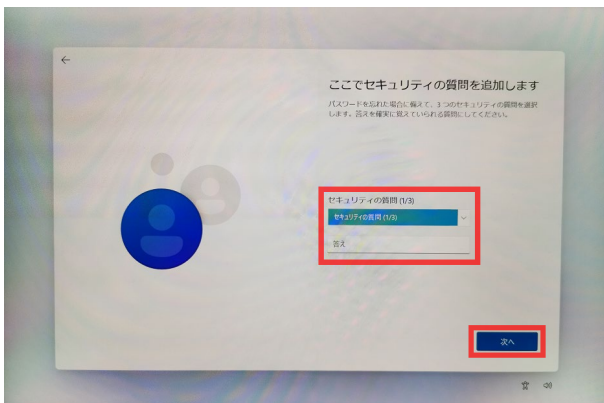 ここでセキュリティの質問を追加します
パスワードを忘れた場合に備えて、3 つのセキュリティの質問を選択
します。答えを確実に覚えていられる質問にしてください。
セキュリティの質問 (1/3)
セキュリティの質問 (1/3)
答え
次へ